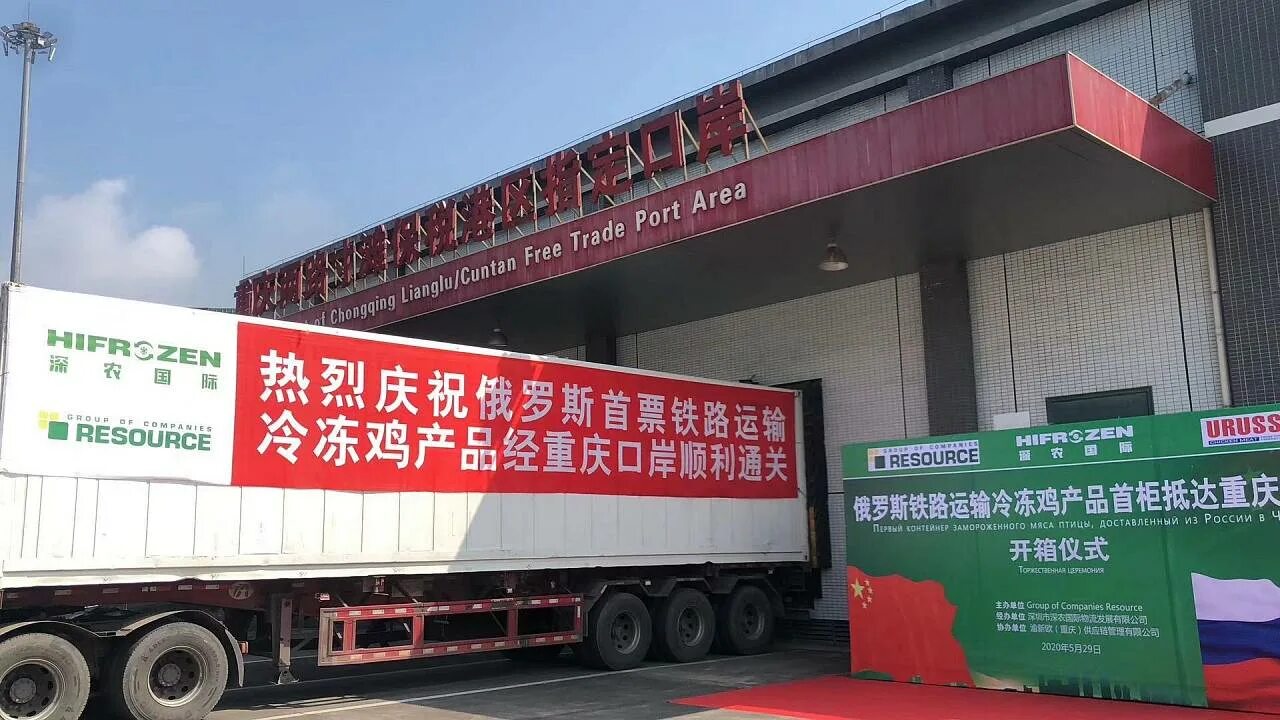 重庆两路寸滩保税港区指定口岸
of Chongqing Lianglu/Cuntan Free Trade Port Area
HIFROZEN
深农国际
GROUP OF COMPANIES
RESOURCE
热烈庆祝俄罗斯首票铁路运输
冷冻鸡产品经重庆口岸顺利通关
GROUP OF COMPANIES
RESOURCE
HIFROZEN
深农国际
URUSS
CHICKEN MEAT
俄罗斯铁路运输冷冻鸡产品首柜抵达重庆
Первый контейнер замороженного мяса птицы, доставленный из России в Ч
开箱仪式
Торжественная церемония
主办单位 Group of Companies Resource
经办单位 深圳市深农国际物流发展有限公司
协办单位 渝新欧（重庆）供应链管理有限公司
2020年5月29日